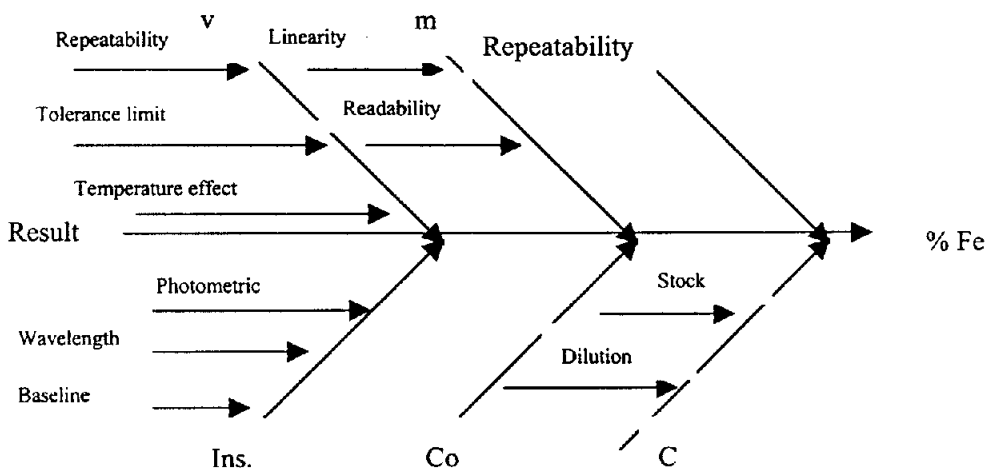 v
m
Repeatability
Linearity
Repeatability
Tolerance limit
Readability
Temperature effect
Result
% Fe
Photometric
Stock
Wavelength
Dilution
Baseline
Ins.
Co
C